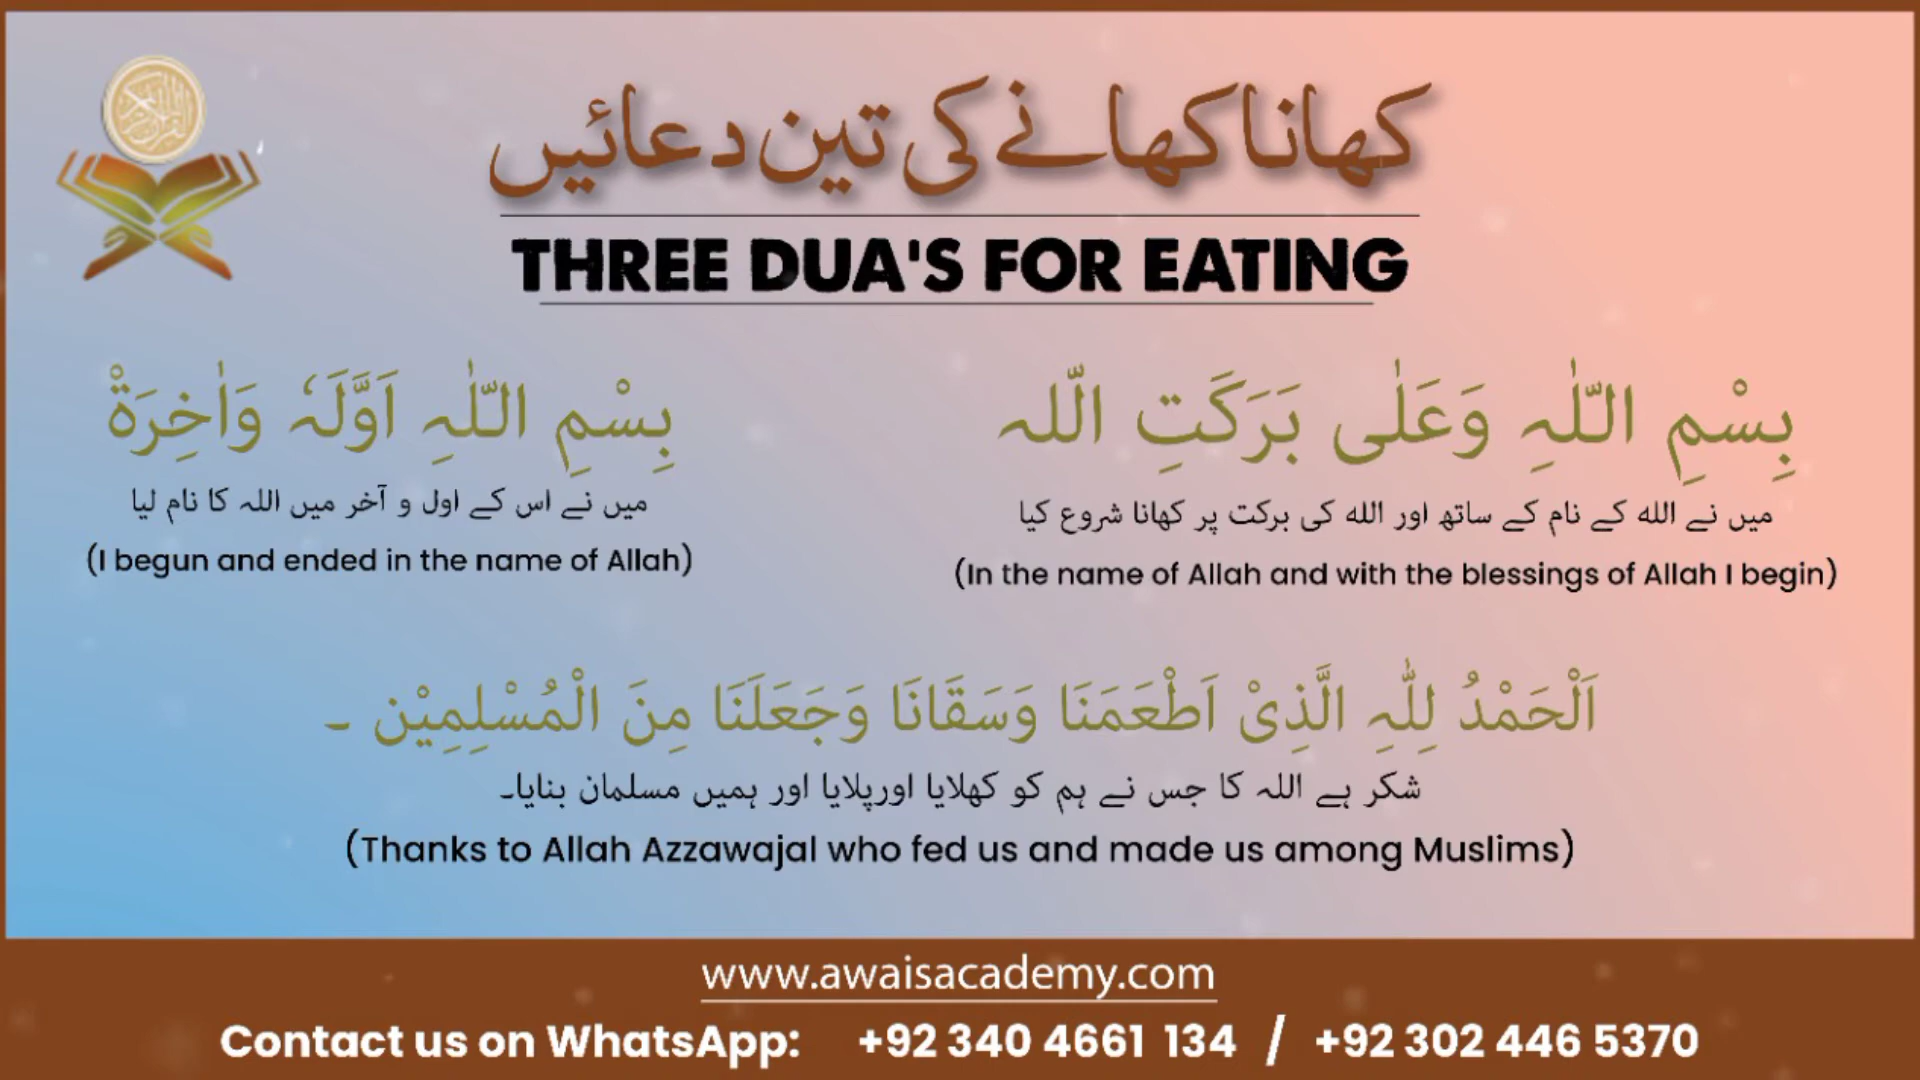 کھانا کھانے کی تین دعائیں
THREE DUA'S FOR EATING
بِسْمِ اللّٰہِ وَعَلٰی بَرَکَتِ اللّہ
میں نے الله کے نام کے ساتھ اور الله کی برکت پر کھانا شروع کیا
(In the name of Allah and with the blessings of Allah I begin)
بِسْمِ اللّٰہِ اَوَّلَہٗ وَاٰخِرَۃْ
میں نے اس کے اول و آخر میں اللہ کا نام لیا
(I begun and ended in the name of Allah)
اَلْحَمْدُ لِلّٰہِ الَّذِیْ اَطْعَمَنَا وَسَقَانَا وَجَعَلَنَا مِنَ الْمُسْلِمِیْن ۔
شکر ہے اللہ کا جس نے ہم کو کھلایا اورپلایا اور ہمیں مسلمان بنایا۔
(Thanks to Allah Azzawajal who fed us and made us among Muslims)
www.awaisacademy.com
Contact us on WhatsApp: +92 340 4661 134 / +92 302 446 5370